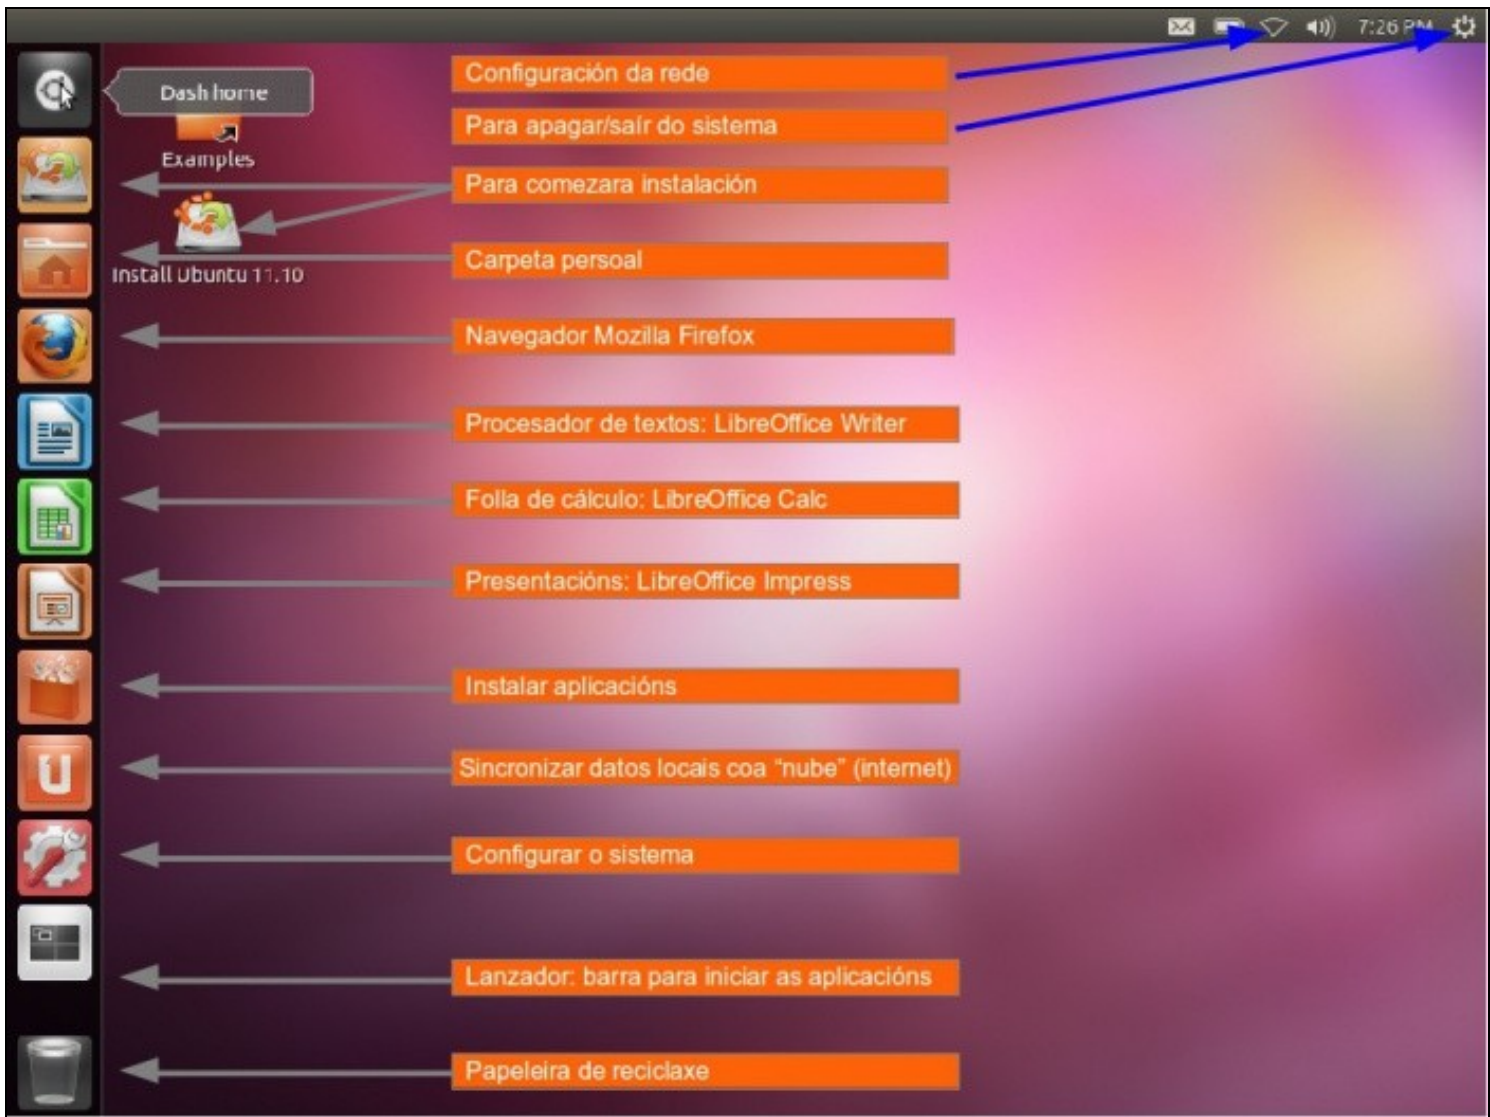 7:26 PM
Dash home
Examples
Install Ubuntu 11.10
Configuración da rede
Para apagar/saír do sistema
Para comezara instalación
Carpeta persoal
Navegador Mozilla Firefox
Procesador de textos: LibreOffice Writer
Folla de cálculo: LibreOffice Calc
Presentacións: LibreOffice Impress
Instalar aplicacións
Sincronizar datos locais coa “nube” (internet)
Configurar o sistema
Lanzador: barra para iniciar as aplicacións
Papeleira de reciclaxe